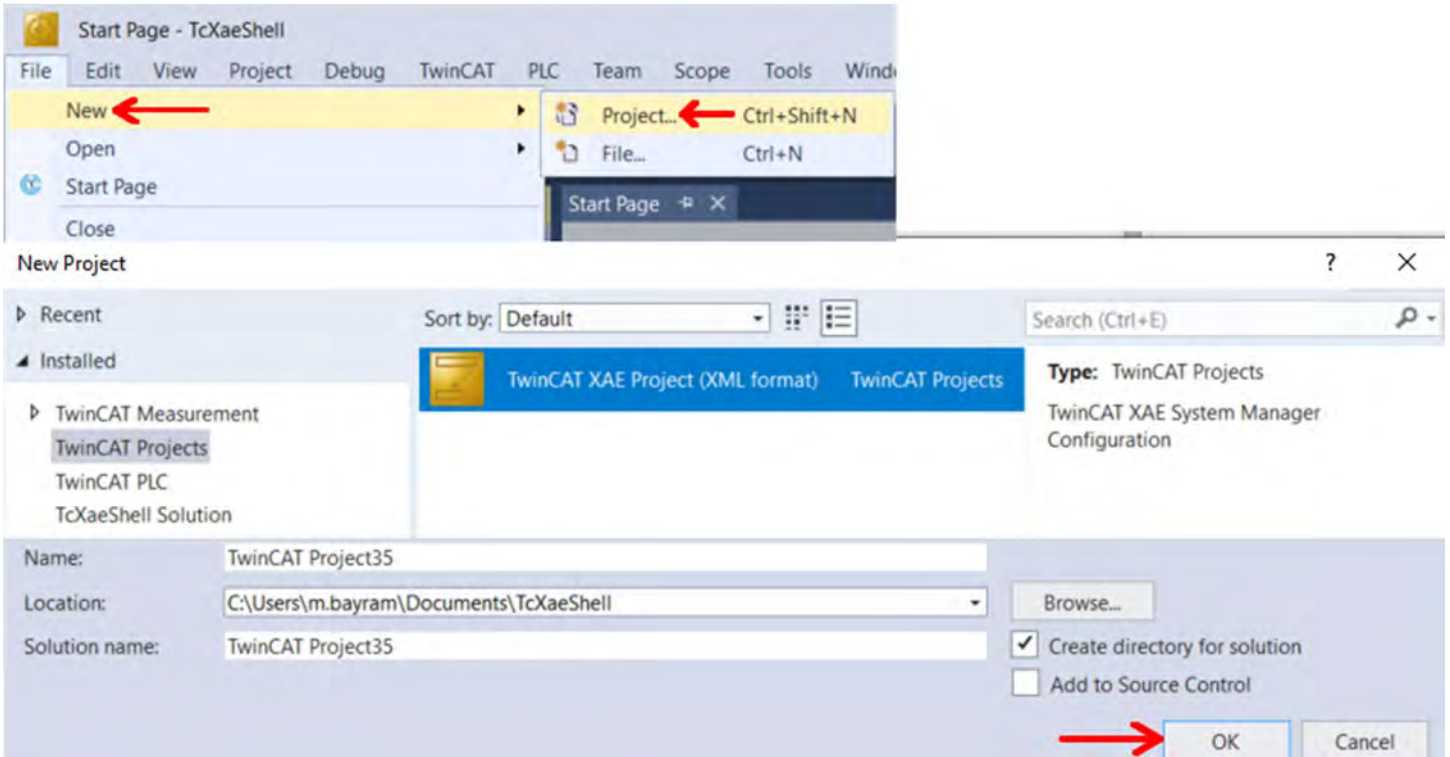 Start Page - TcXaeShell
File Edit View Project Debug TwinCAT PLC Team Scope Tools
New
Project... Ctrl+Shift+N
Open
File... Ctrl+N
Start Page
Start Page
Close
New Project ?
Recent
Sort by: Default
Search (Ctrl+E)
Installed
TwinCAT XAE Project (XML format) TwinCAT Projects
Type: TwinCAT Projects
TwinCAT Measurement
TwinCAT XAE System Manager
Configuration
TwinCAT Projects
TwinCAT PLC
TcXaeShell Solution
Name: TwinCAT Project35
Location: C:\Users\m.bayram\Documents\TcXaeShell Browse...
Solution name: TwinCAT Project35
Create directory for solution
Add to Source Control
OK Cancel